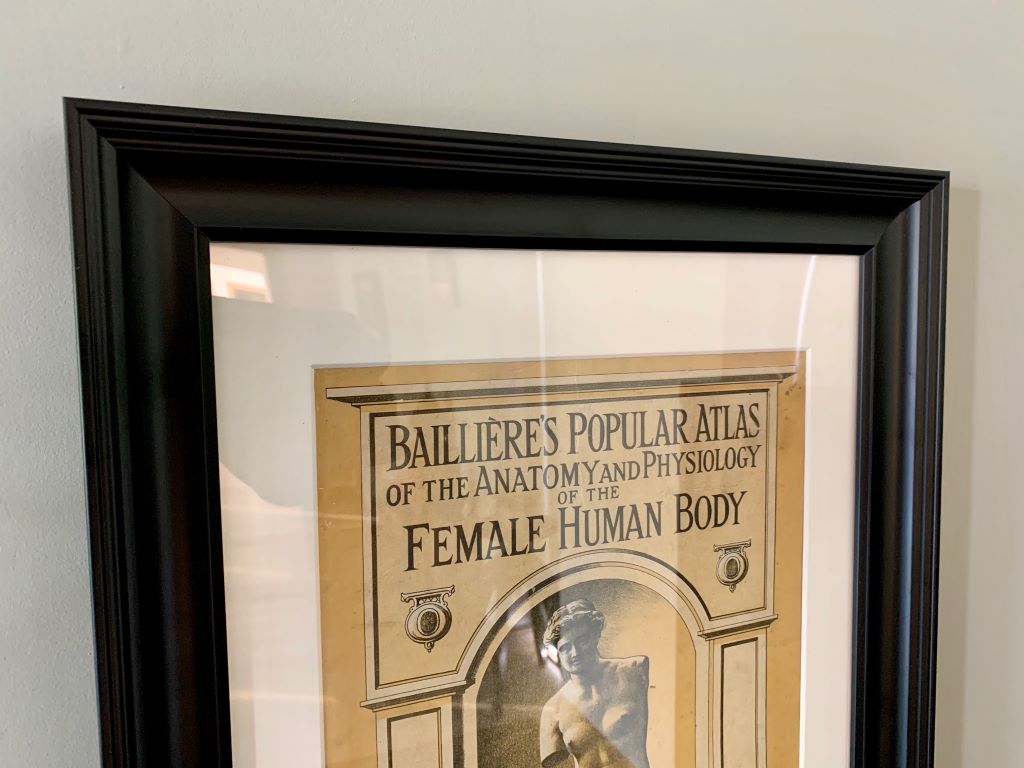 BAILLIÈRE'S POPULAR ATLAS
OF THE ANATOMY AND PHYSIOLOGY
OF THE
FEMALE HUMAN BODY